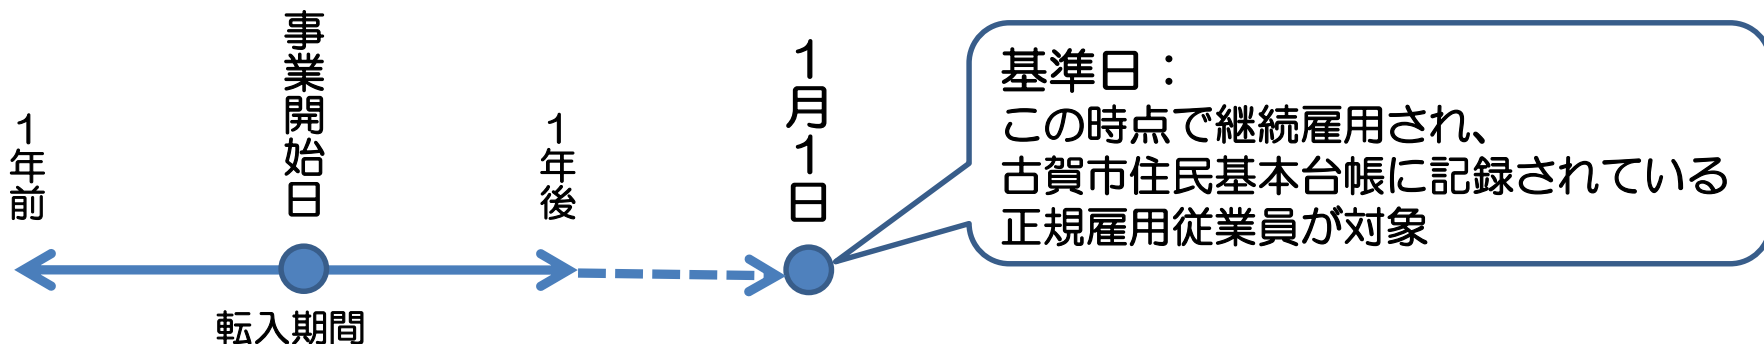 1年前
事業開始日
1年後
1月1日
転入期間
基準日：
この時点で継続雇用され、
古賀市住民基本台帳に記録されている
正規雇用従業員が対象